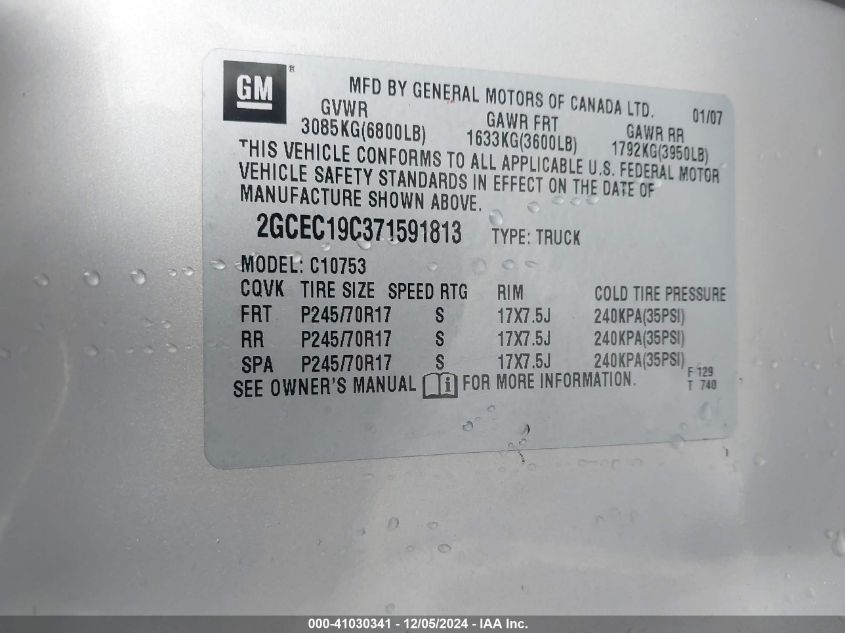 GM®
MFD BY GENERAL MOTORS OF CANADA LTD. 01/07
GVWR GAWR FRT GAWR RR
3085KG(6800LB) 1633KG(3600LB) 1792KG(3950LB)
THIS VEHICLE CONFORMS TO ALL APPLICABLE U.S. FEDERAL MOTOR
VEHICLE SAFETY STANDARDS IN EFFECT ON THE DATE OF
MANUFACTURE SHOWN ABOVE.
2GCEC19C371591813 TYPE: TRUCK
MODEL: C10753
CQVK TIRE SIZE SPEED RTG RIM COLD TIRE PRESSURE
FRT P245/70R17 S 17X7.5J 240KPA(35PSI)
RR P245/70R17 S 17X7.5J 240KPA(35PSI)
SPA P245/70R17 S 17X7.5J 240KPA(35PSI)
SEE OWNER'S MANUAL i FOR MORE INFORMATION.
F 129
T 740
000-41030341 - 12/05/2024 - IAA Inc.